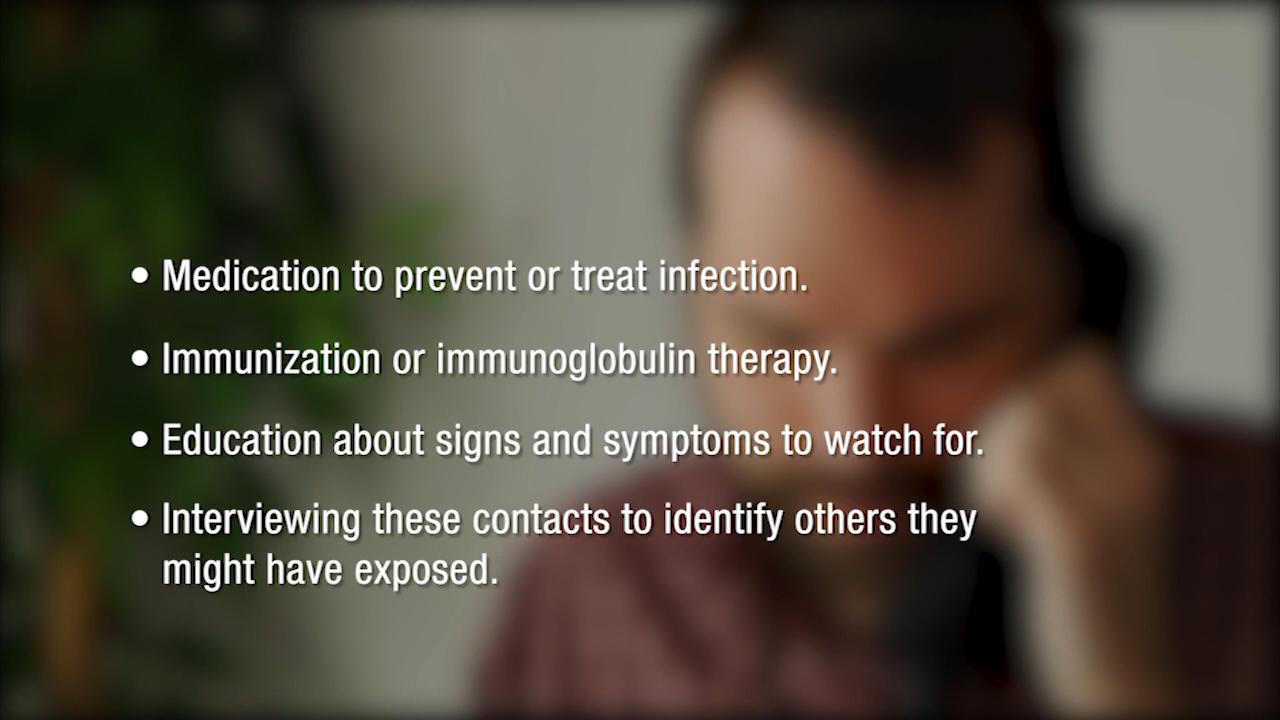 • Medication to prevent or treat infection.
• Immunization or immunoglobulin therapy.
• Education about signs and symptoms to watch for.
• Interviewing these contacts to identify others they
might have exposed.